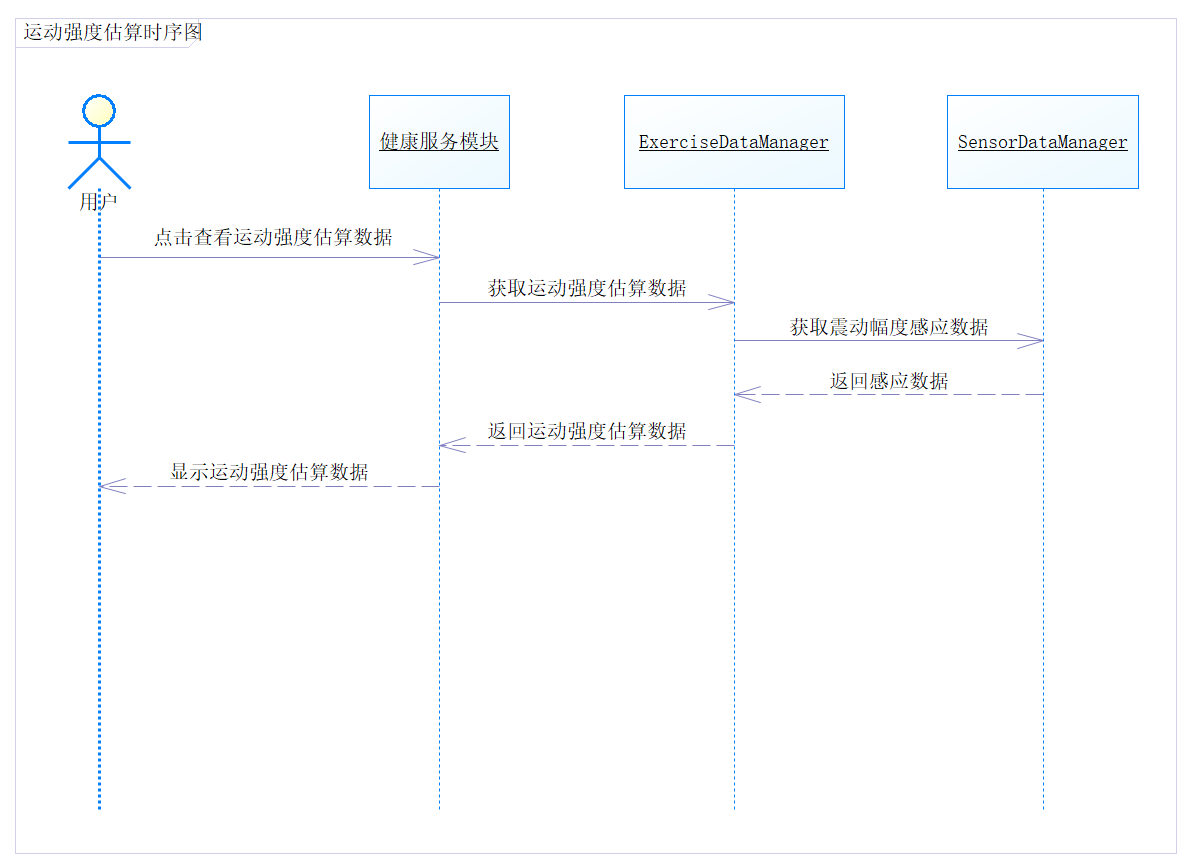 运动强度估算时序图
用户
健康服务模块
ExerciseDataManager
SensorDataManager
点击查看运动强度估算数据
获取运动强度估算数据
获取震动幅度感应数据
返回感应数据
返回运动强度估算数据
显示运动强度估算数据